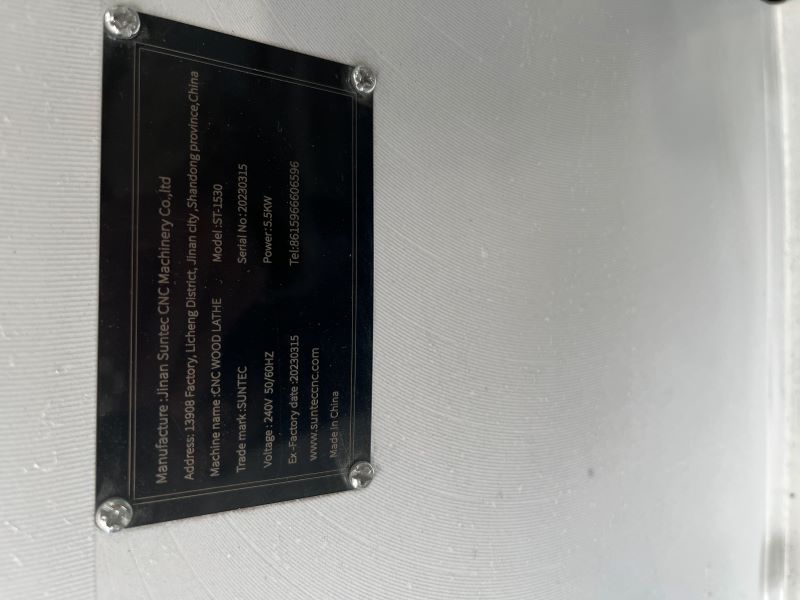 Manufacture :Jinan Suntec CNC Machinery Co.,ltd
Address: 13908 Factory, Licheng District, Jinan city ,Shandong province,China
Machine name :CNC WOOD LATHE Model :ST-1530
Trade mark :SUNTEC Serial No:20230315
Voltage : 240V 50/60HZ Power:5.5KW
Ex -Factory date :20230315 Tel:8615966606596
www.sunteccnc.com
Made in China